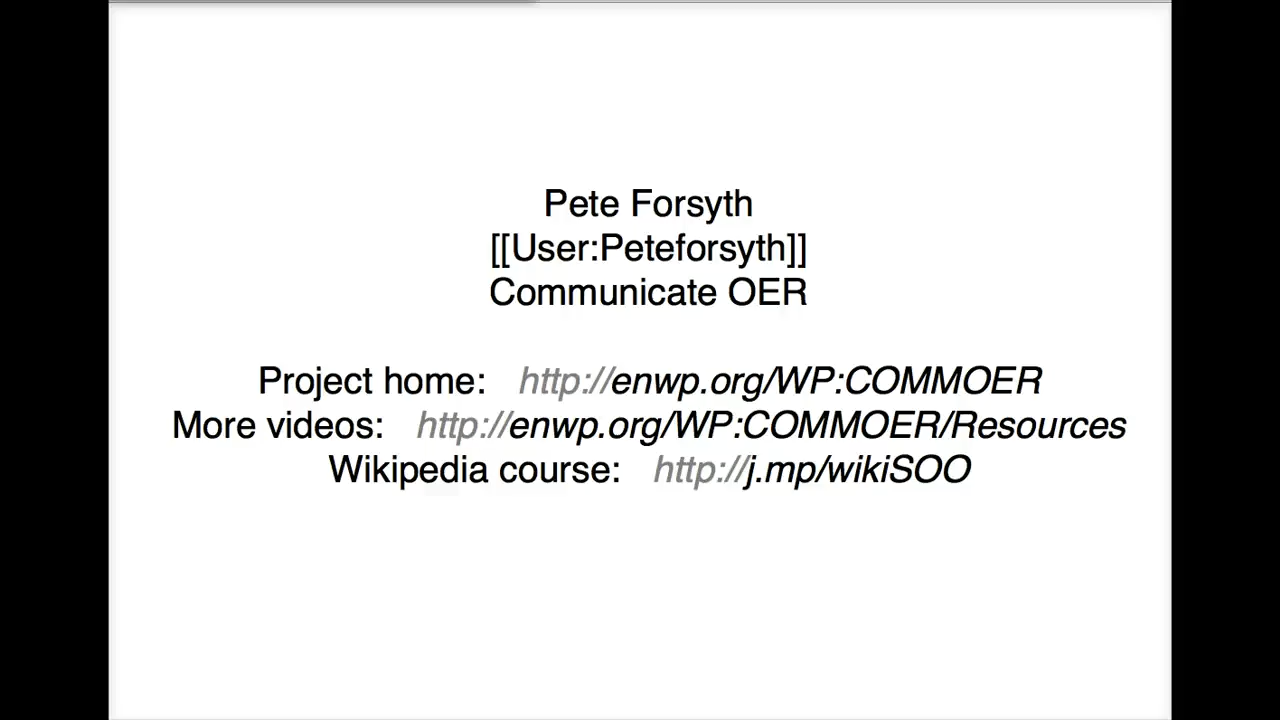 Pete Forsyth
[[User:Peteforsyth]]
Communicate OER
Project home: http://enwp.org/WP:COMMOER
More videos: http://enwp.org/WP:COMMOER/Resources
Wikipedia course: http://j.mp/wikiSOO